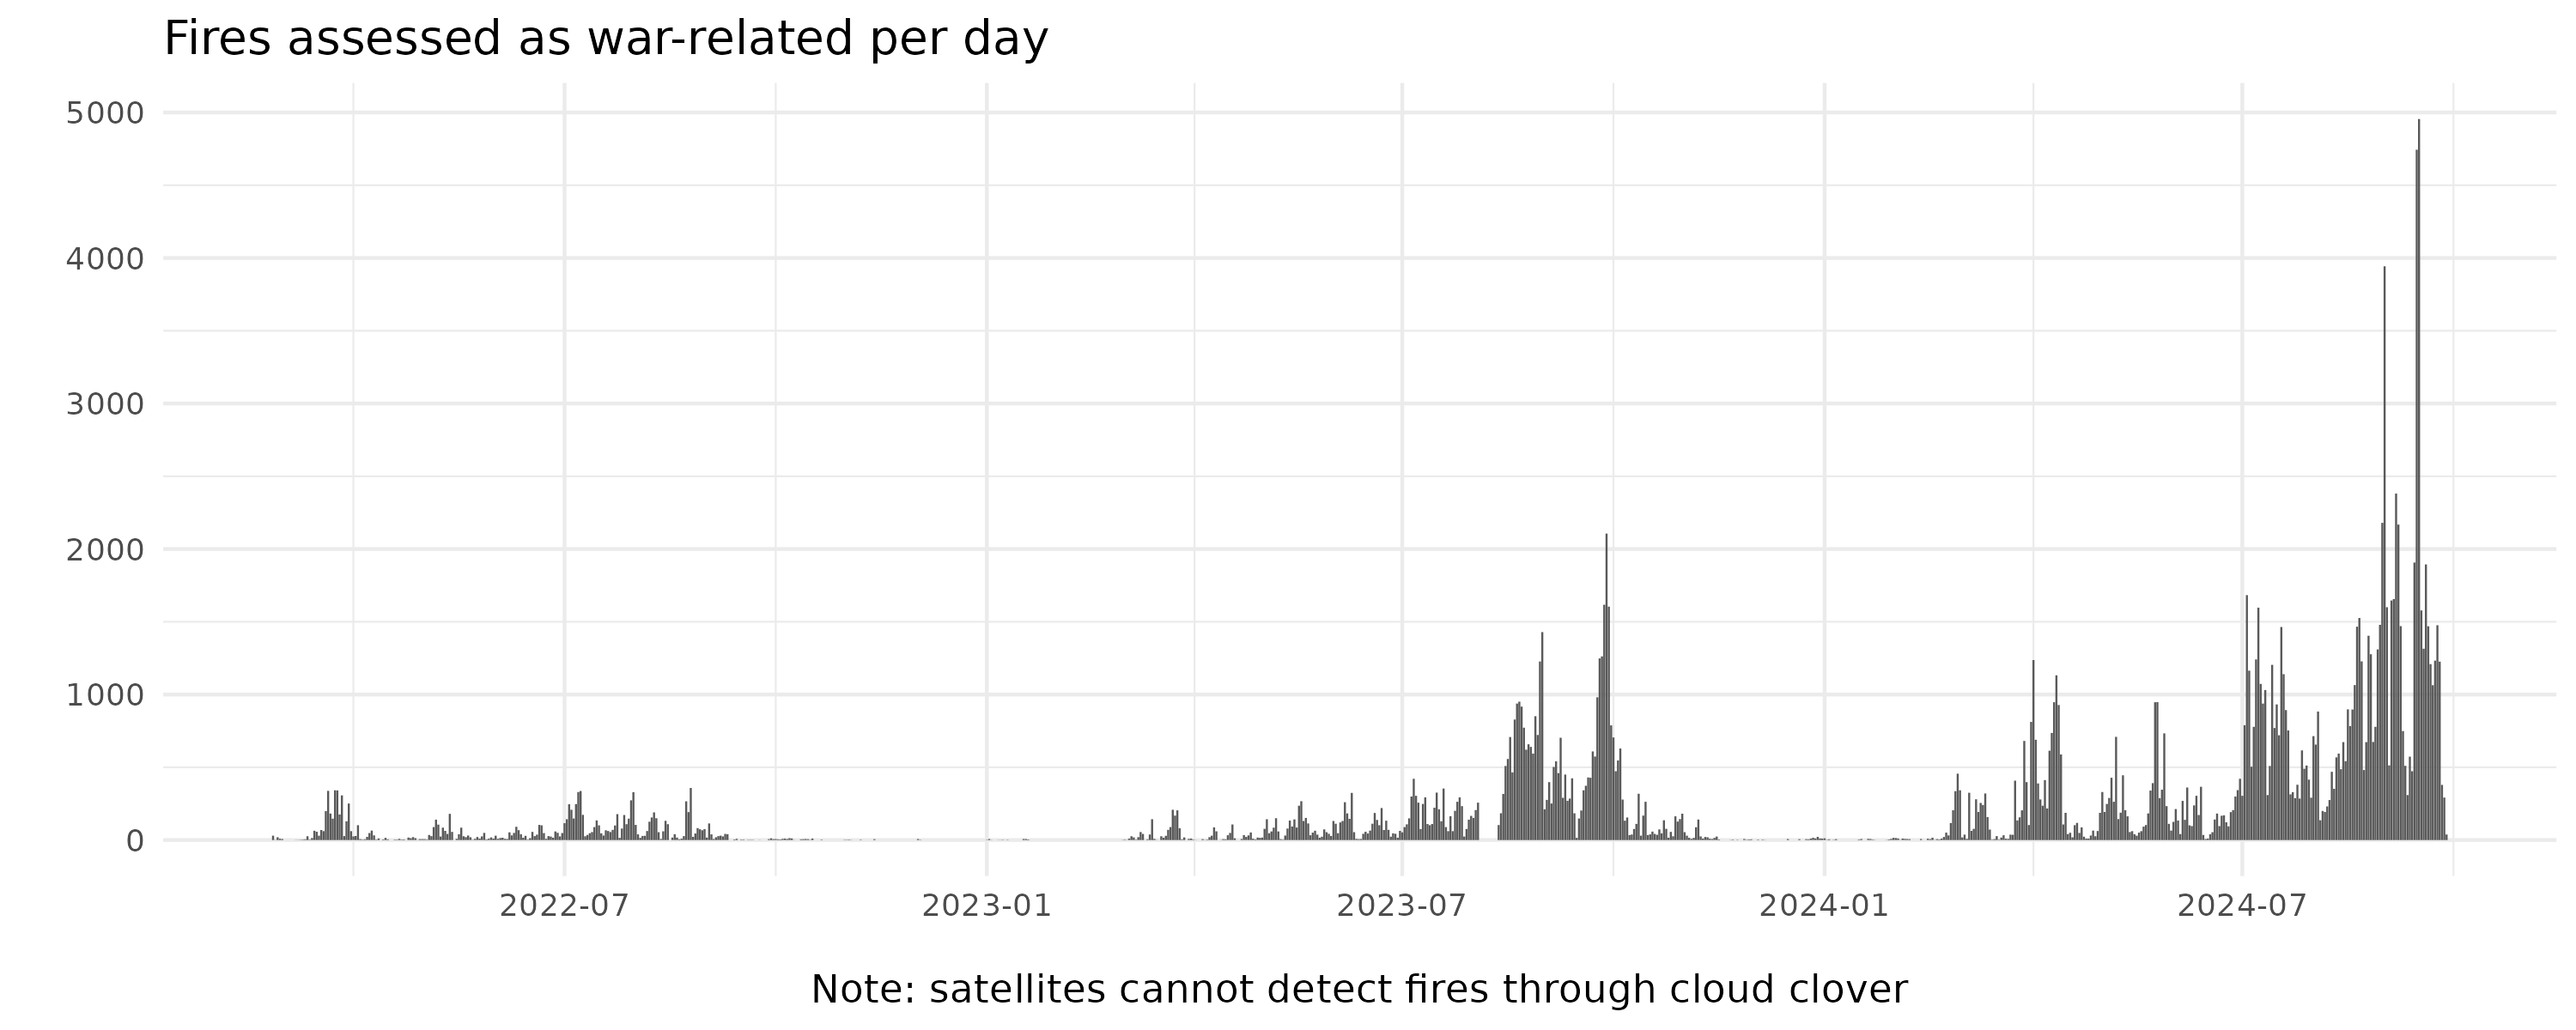 Fires assessed as war-related per day
5000
4000
3000
2000
1000
0
2022-07 2023-01 2023-07 2024-01 2024-07
Note: satellites cannot detect fires through cloud clover